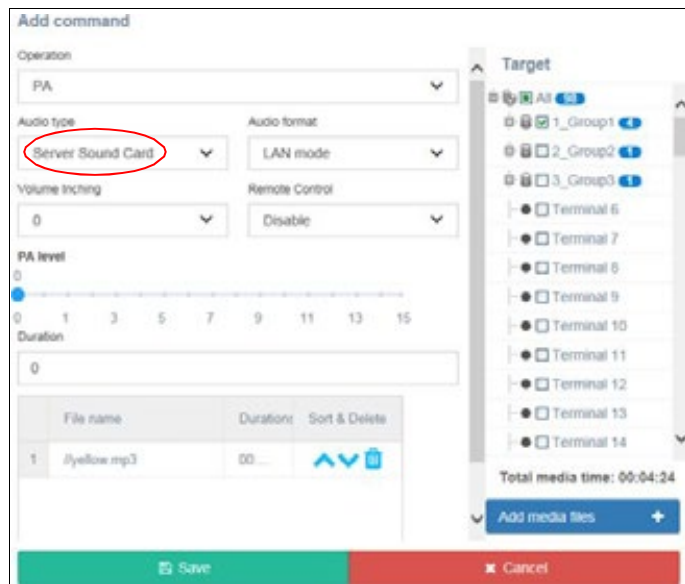 Add command
Operation
PA
Audio type
Audio format
Server Sound Card
LAN mode
Volume Inching
Remote Control
0
Disable
PA level
0
0 1 3 5 7 9 11 13 15
Duration
0
File name Durations Sort & Delete
1 //yellow.mp3 00....
Target
All 98
1_Group1 4
2_Group2
3_Group3
Terminal 6
Terminal 7
Terminal 8
Terminal 9
Terminal 10
Terminal 11
Terminal 12
Terminal 13
Terminal 14
Total media time: 00:04:24
Add media files +
Save
Cancel